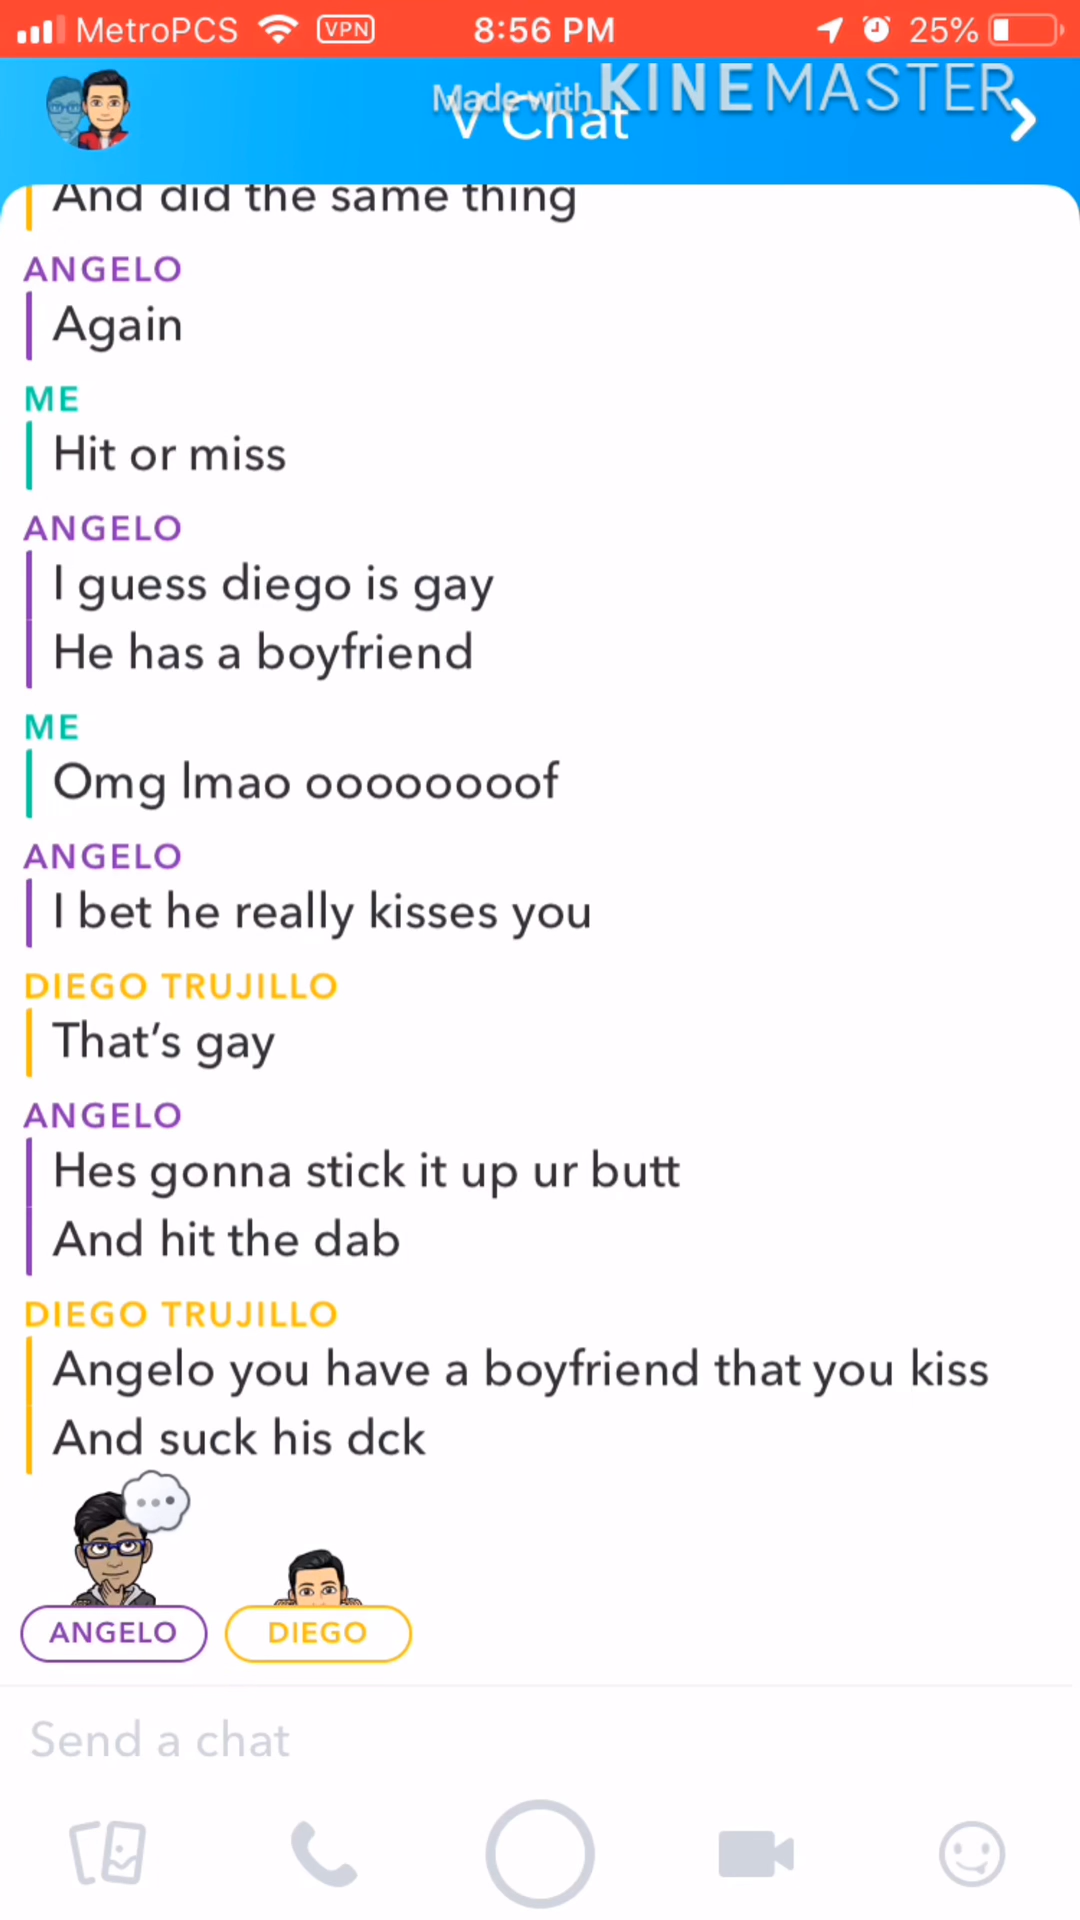 MetroPCS VPN 8:56 PM 25%
Made with KINEMASTER
V Chat
And did the same thing
ANGELO
Again
ME
Hit or miss
ANGELO
I guess diego is gay
He has a boyfriend
ME
Omg lmao oooooooof
ANGELO
I bet he really kisses you
DIEGO TRUJILLO
That's gay
ANGELO
Hes gonna stick it up ur butt
And hit the dab
DIEGO TRUJILLO
Angelo you have a boyfriend that you kiss
And suck his dck
ANGELO DIEGO
Send a chat